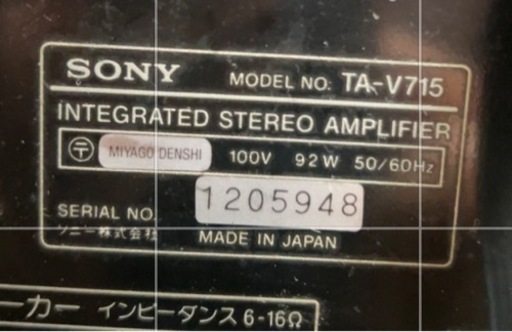 SONY MODEL NO. TA-V715
INTEGRATED STEREO AMPLIFIER
〒 MIYAGO DENSHI 100V 92W 50/60Hz
SERIAL NO. 1205948
ソニー株式会社 MADE IN JAPAN
ーカー インピーダンス 6-16Ω